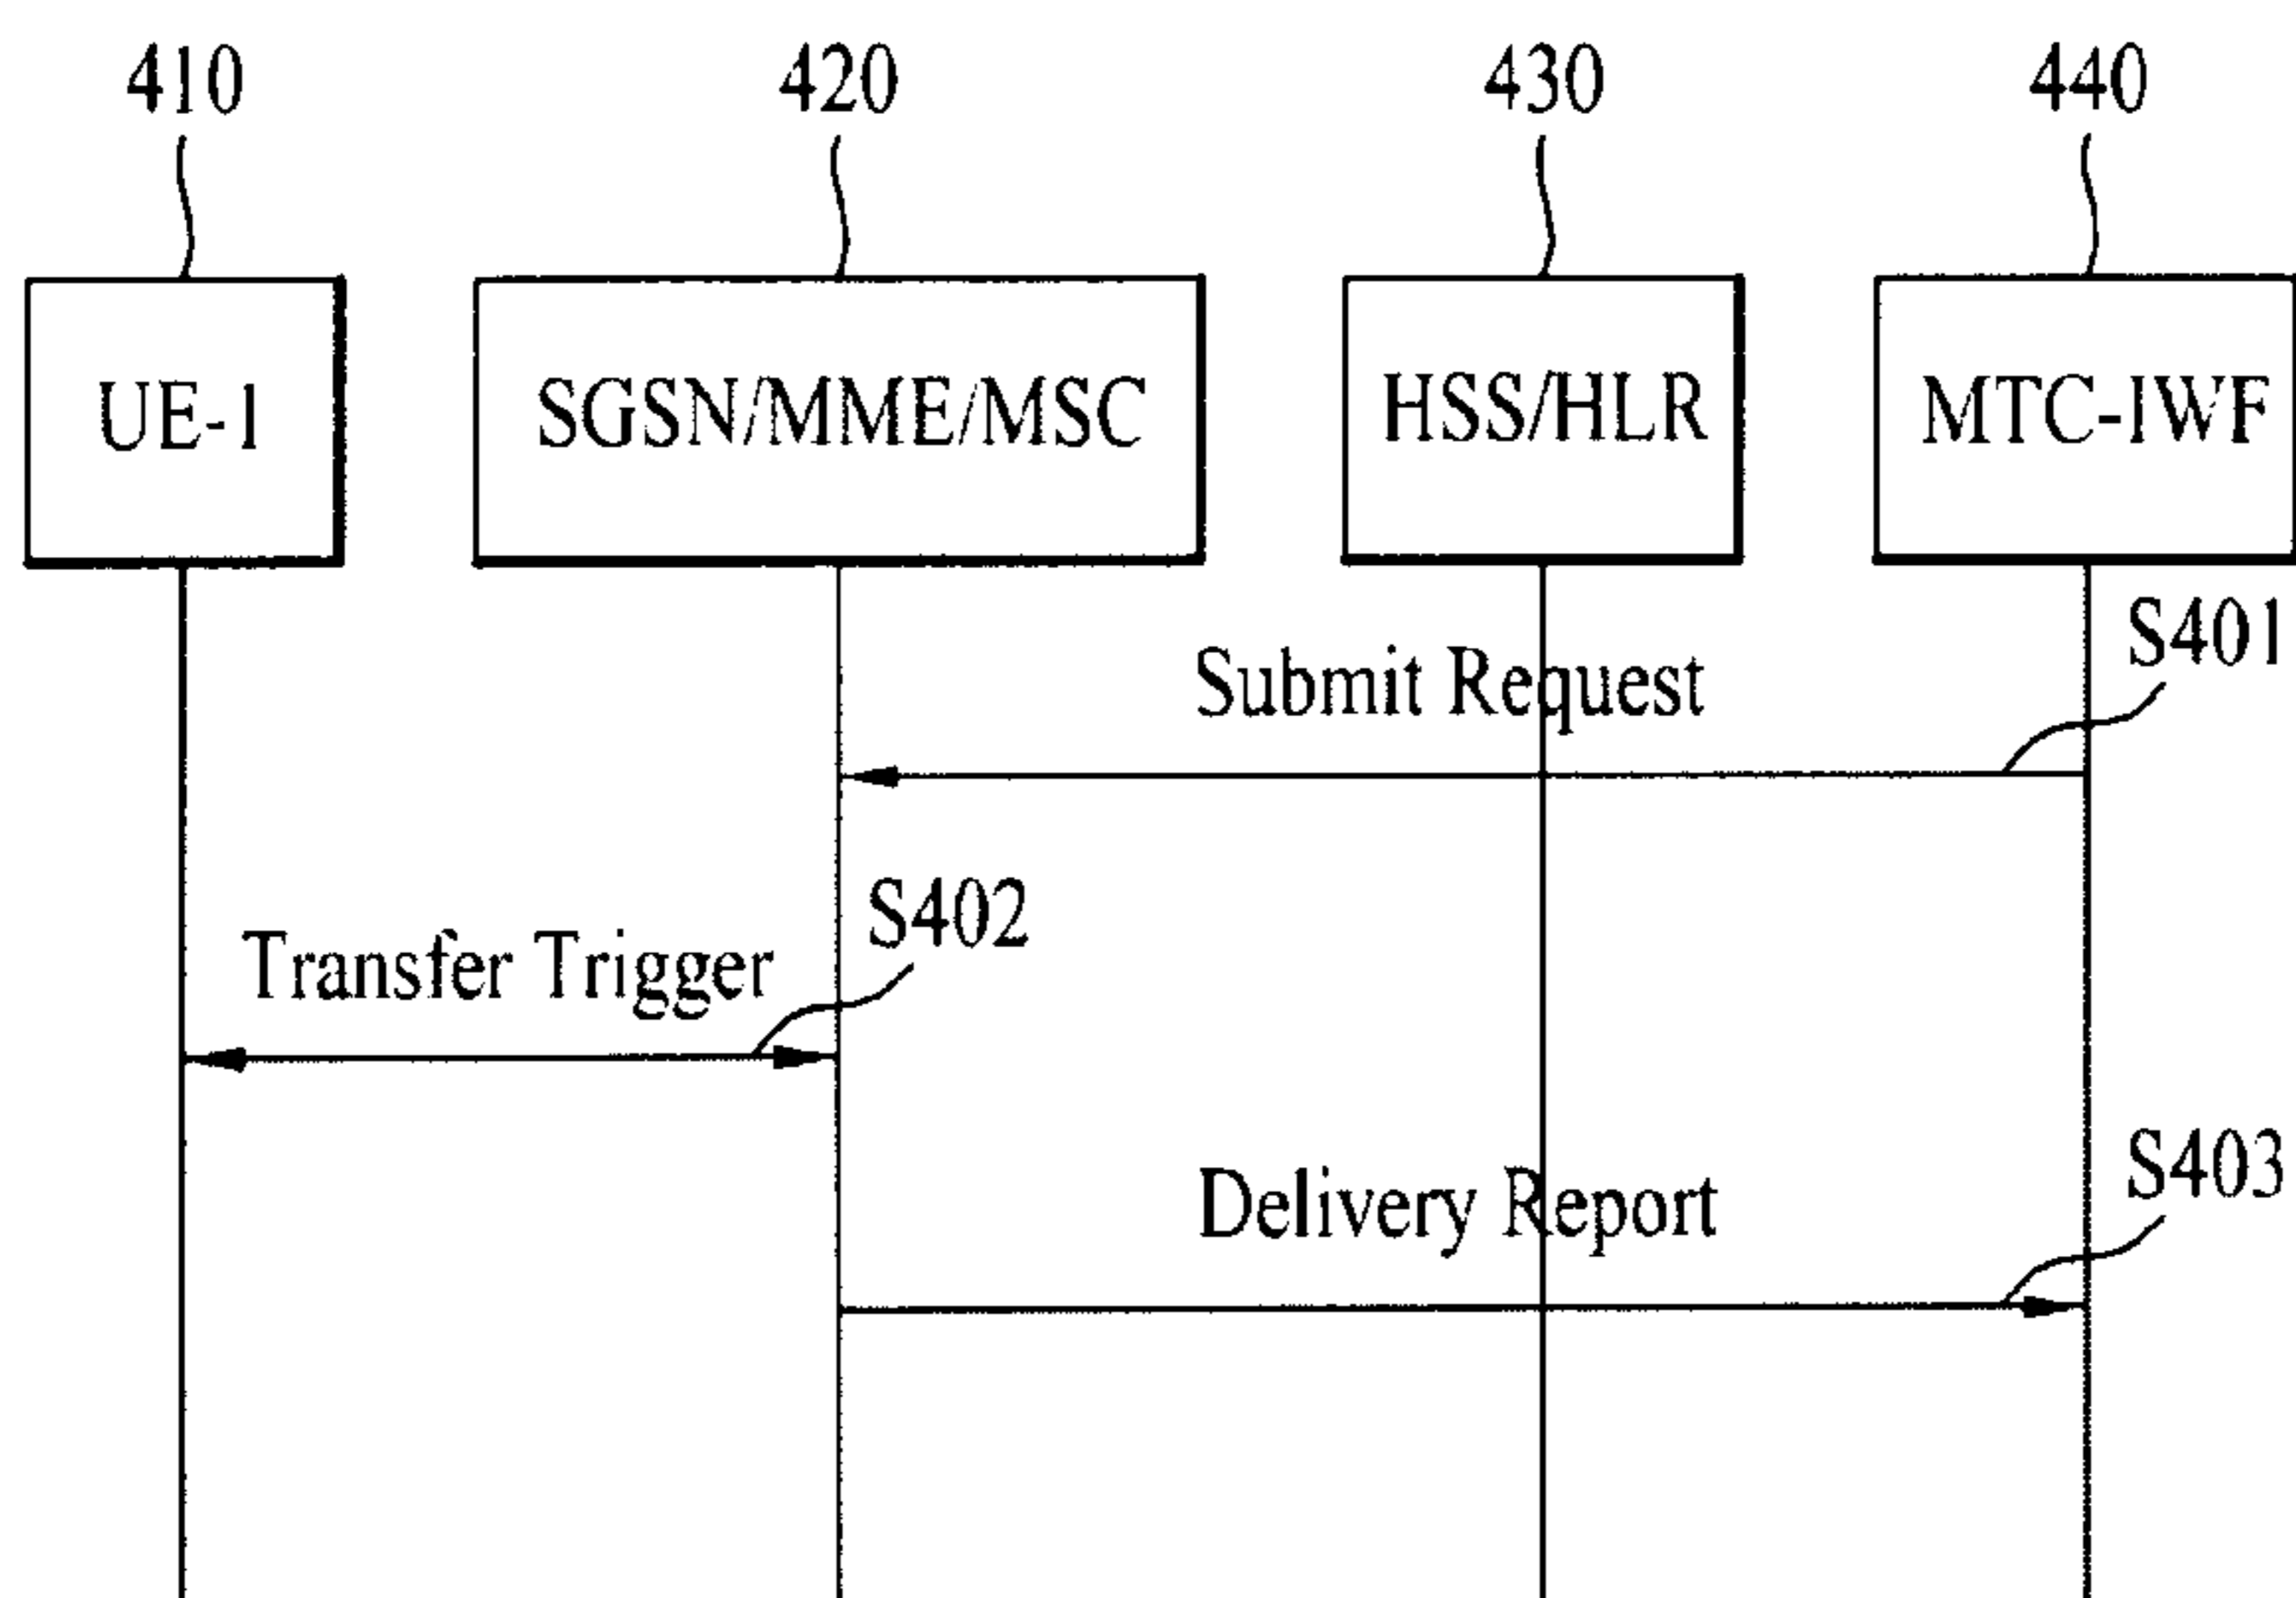 410 420 430 440
UE-1 SGSN/MME/MSC HSS/HLR MTC-IWF
S401
Submit Request
S402
Transfer Trigger
S403
Delivery Report